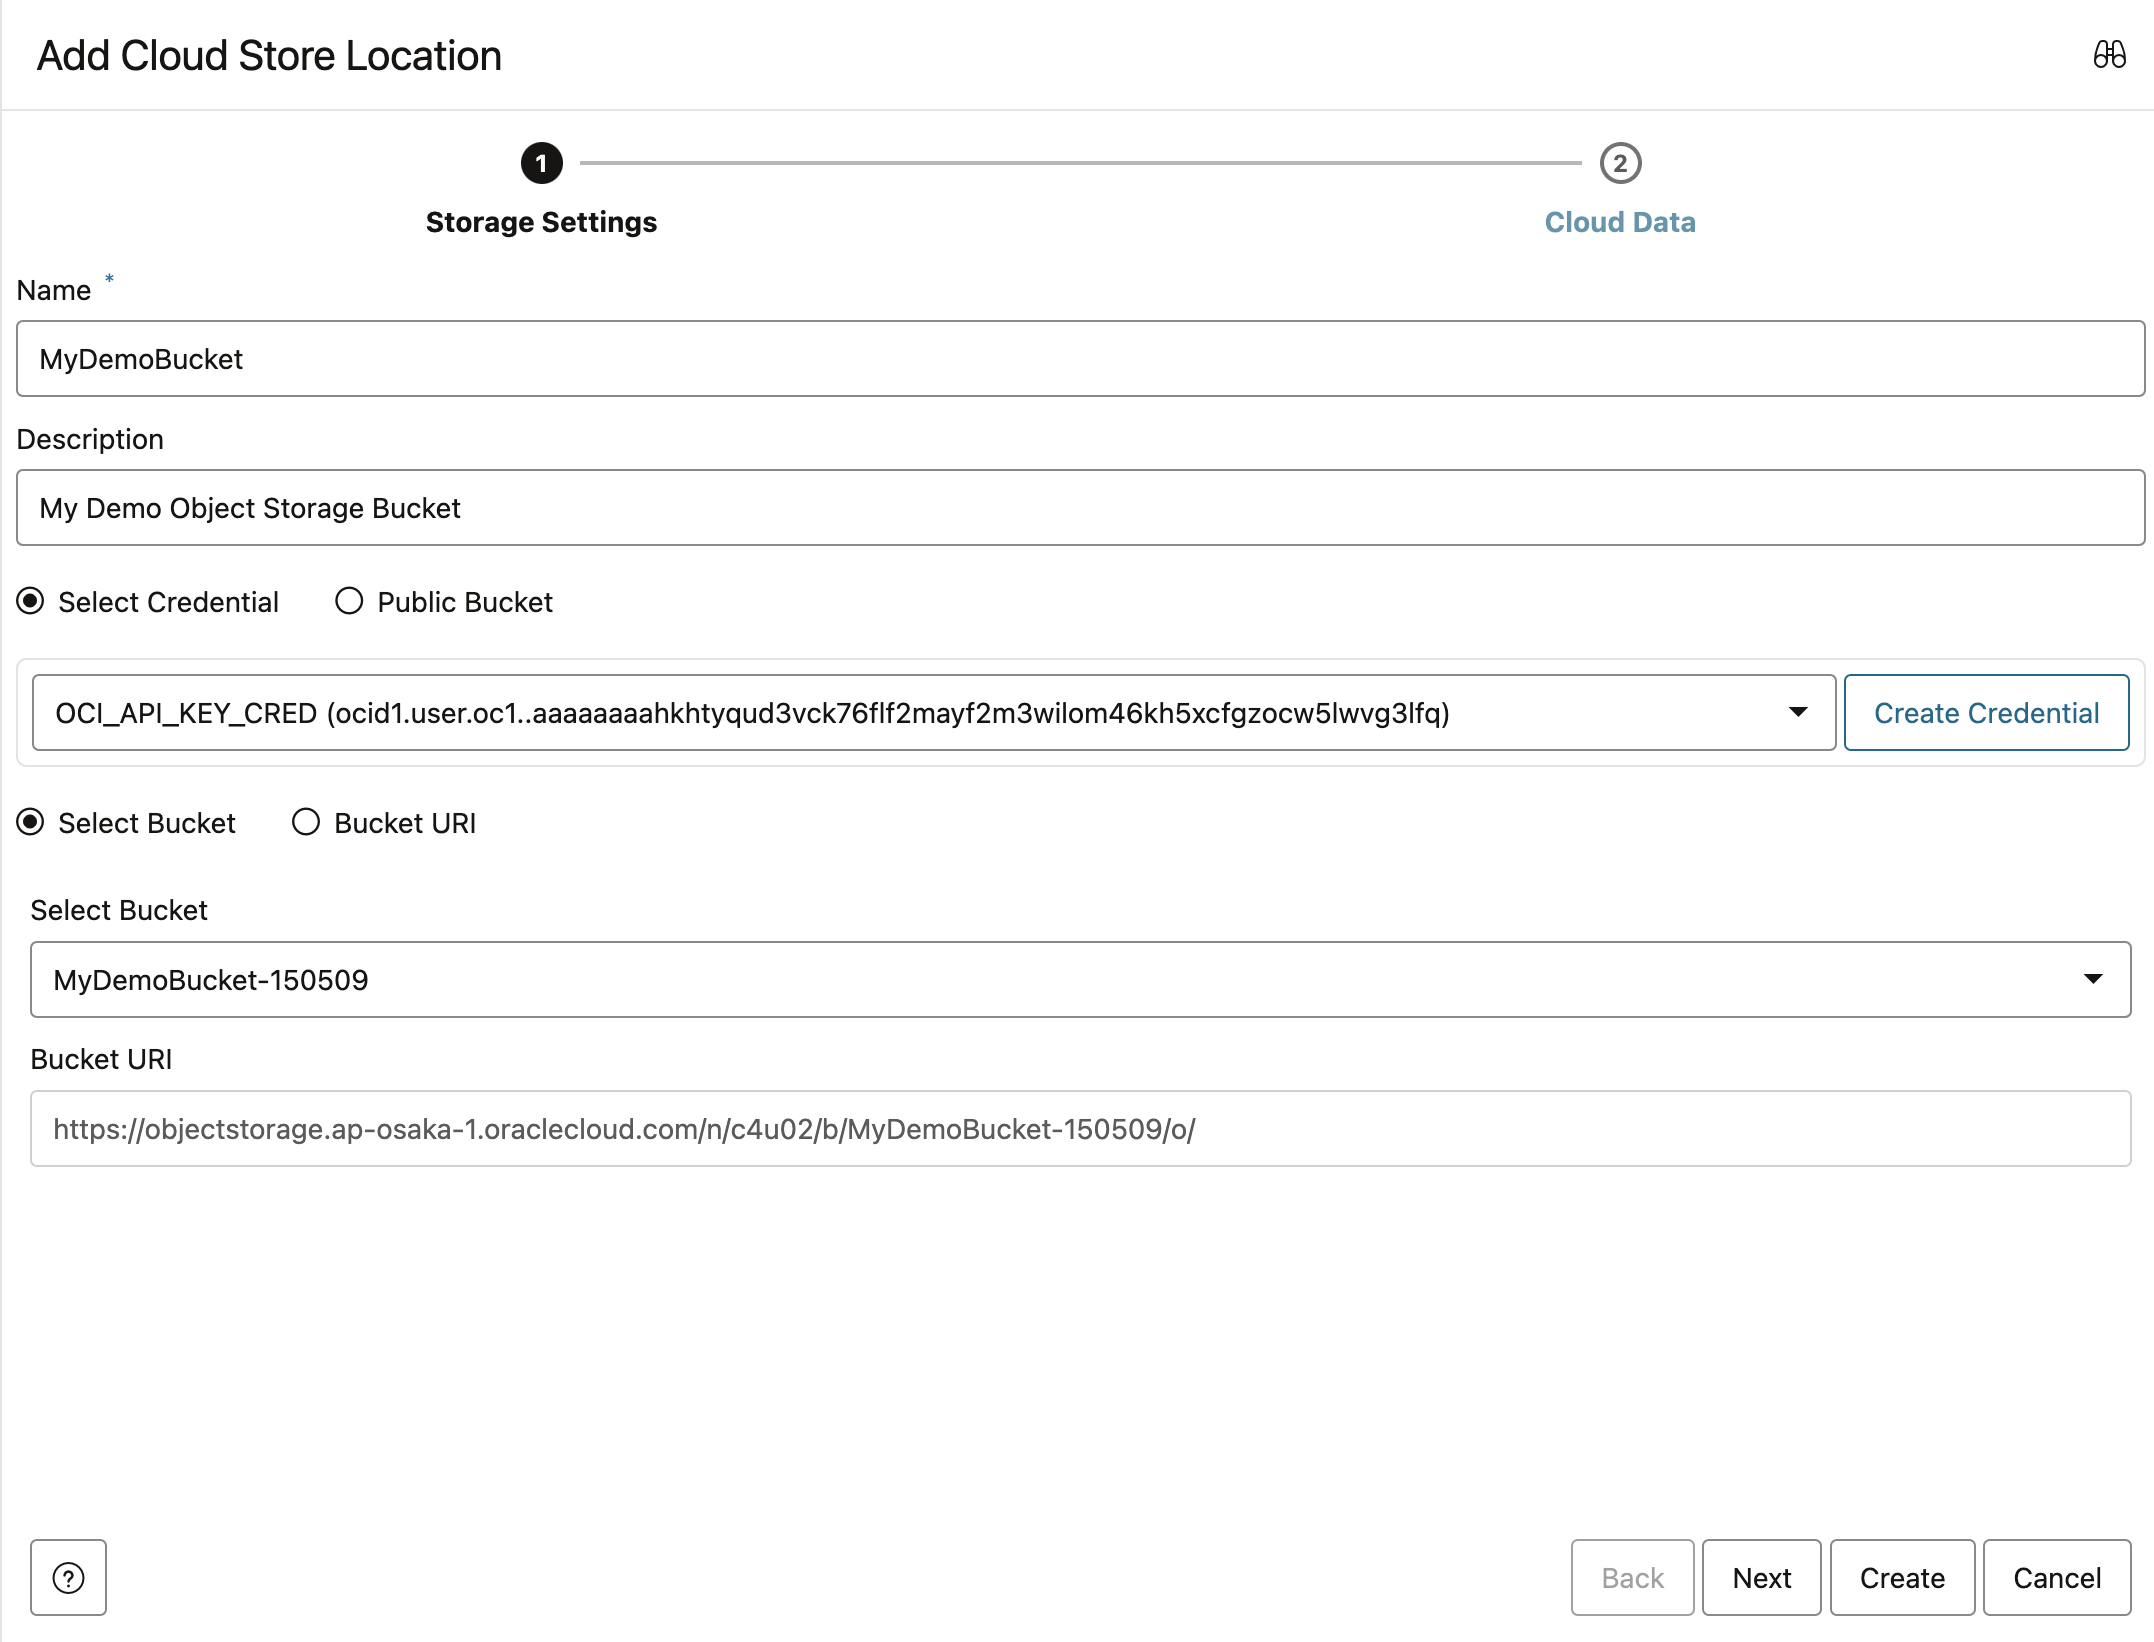 Add Cloud Store Location
1
2
Storage Settings
Cloud Data
Name *
MyDemoBucket
Description
My Demo Object Storage Bucket
Select Credential
Public Bucket
OCI_API_KEY_CRED (ocid1.user.oc1..aaaaaaaahkhtyqud3vck76flf2mayf2m3wilom46kh5xcfgzocw5lwvg3lfq)
Create Credential
Select Bucket
Bucket URI
Select Bucket
MyDemoBucket-150509
Bucket URI
https://objectstorage.ap-osaka-1.oraclecloud.com/n/c4u02/b/MyDemoBucket-150509/o/
?
Back
Next
Create
Cancel